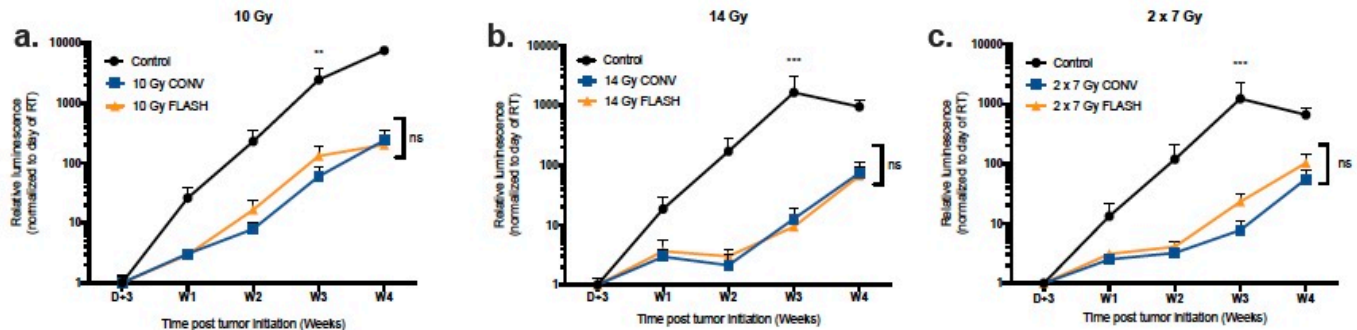 10 Gy
a.
Relative luminescence
(normalized to day of RT)
10000
1000
100
10
1
Control
10 Gy CONV
10 Gy FLASH
**
ns
D+3 W1 W2 W3 W4
Time post tumor initiation (Weeks)
14 Gy
b.
Relative luminescence
(normalized to day of RT)
10000
1000
100
10
1
Control
14 Gy CONV
14 Gy FLASH
***
ns
D+3 W1 W2 W3 W4
Time post tumor initiation (Weeks)
2 x 7 Gy
c.
Relative luminescence
(normalized to day of RT)
10000
1000
100
10
1
Control
2 x 7 Gy CONV
2 x 7 Gy FLASH
***
ns
D+3 W1 W2 W3 W4
Time post tumor initiation (Weeks)